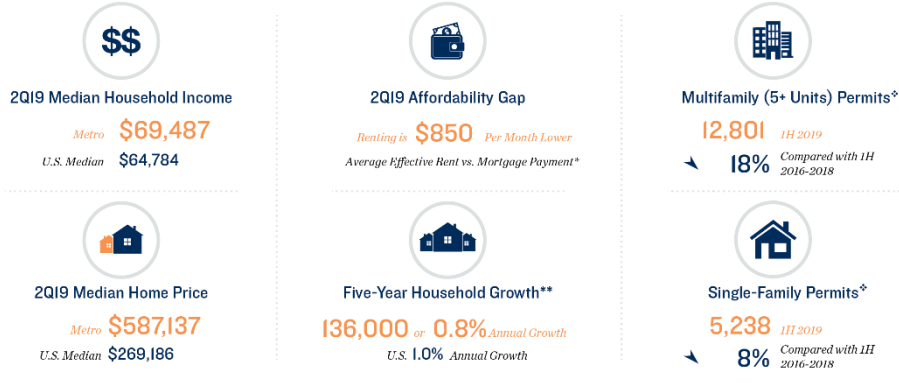 $$
2Q19 Median Household Income
Metro $69,487
U.S. Median $64,784
2Q19 Affordability Gap
Renting is $850 Per Month Lower
Average Effective Rent vs. Mortgage Payment*
Multifamily (5+ Units) Permits❖
12,801 1H 2019
18% Compared with 1H
2016-2018
2Q19 Median Home Price
Metro $587,137
U.S. Median $269,186
Five-Year Household Growth**
136,000 or 0.8% Annual Growth
U.S. 1.0% Annual Growth
Single-Family Permits❖
5,238 1H 2019
8% Compared with 1H
2016-2018